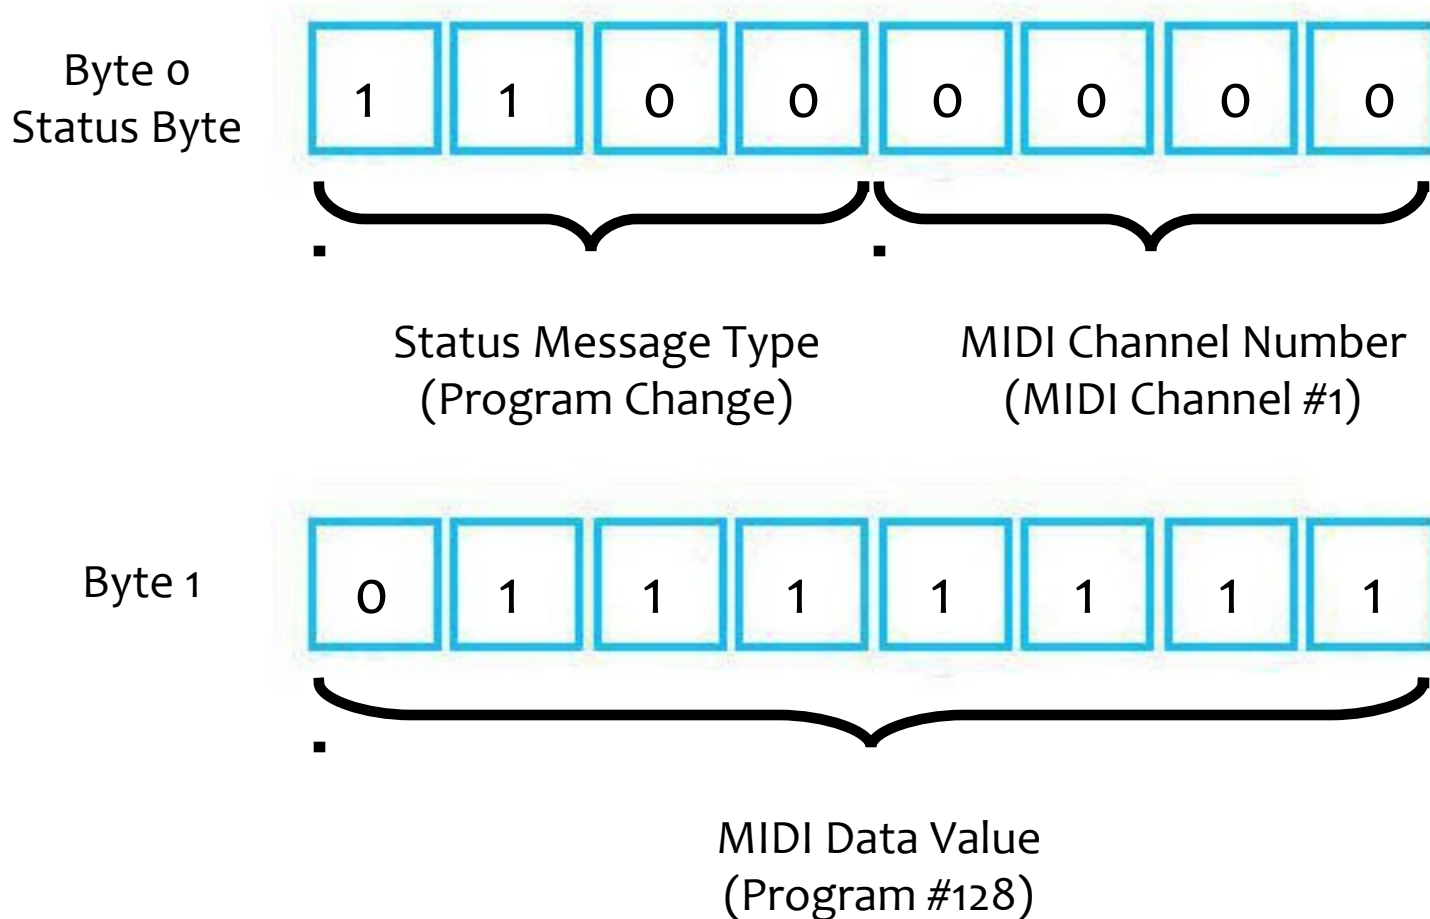 Byte 0
Status Byte
1 1 0 0 0 0 0 0
Status Message Type
(Program Change)
MIDI Channel Number
(MIDI Channel #1)
Byte 1
0 1 1 1 1 1 1 1
MIDI Data Value
(Program #128)